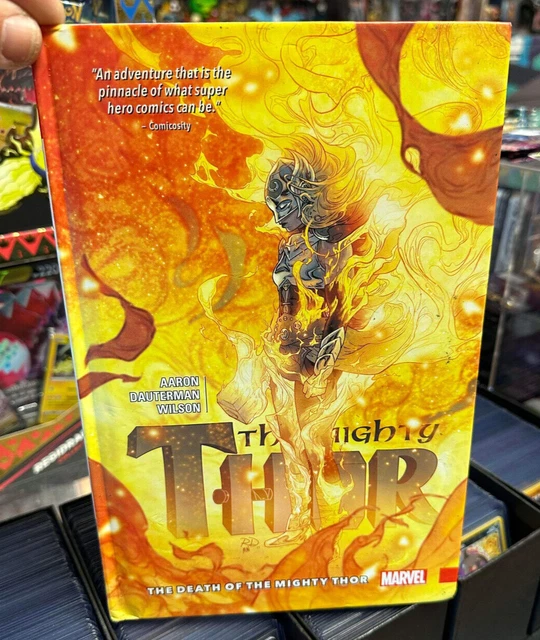 "An adventure that is the
pinnacle of what super
hero comics can be."
– Comicosity
AARON
DAUTERMAN
WILSON
The Mighty
THOR
RD
THE DEATH OF THE MIGHTY THOR
MARVEL